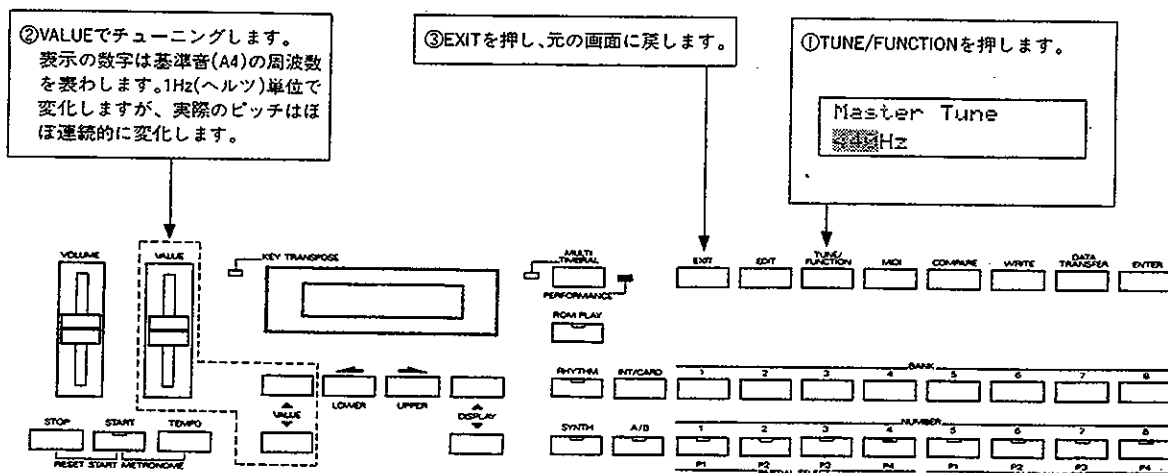 ②VALUEでチューニングします。
表示の数字は基準音(A4)の周波数
を表わします。1Hz(ヘルツ)単位で
変化しますが、実際のピッチはほ
ぼ連続的に変化します。
③EXITを押し、元の画面に戻します。
①TUNE/FUNCTIONを押します。
Master Tune
440Hz
VOLUME
VALUE
KEY TRANSPOSE
MULTI TIMBRAL
PERFORMANCE
EXIT
EDIT
TUNE/FUNCTION
MIDI
COMPARE
WRITE
DATA TRANSFER
ENTER
ROM PLAY
RHYTHM
INT/CARD
BANK
1 2 3 4 5 6 7 8
VALUE
LOWER
UPPER
DISPLAY
STOP
START
TEMPO
RESET START METRONOME
SYNTH
A/B
NUMBER
1 2 3 4 5 6 7 8
P1 P2 P3 P4 P1 P2 P3 P4
PARTIAL SELECT